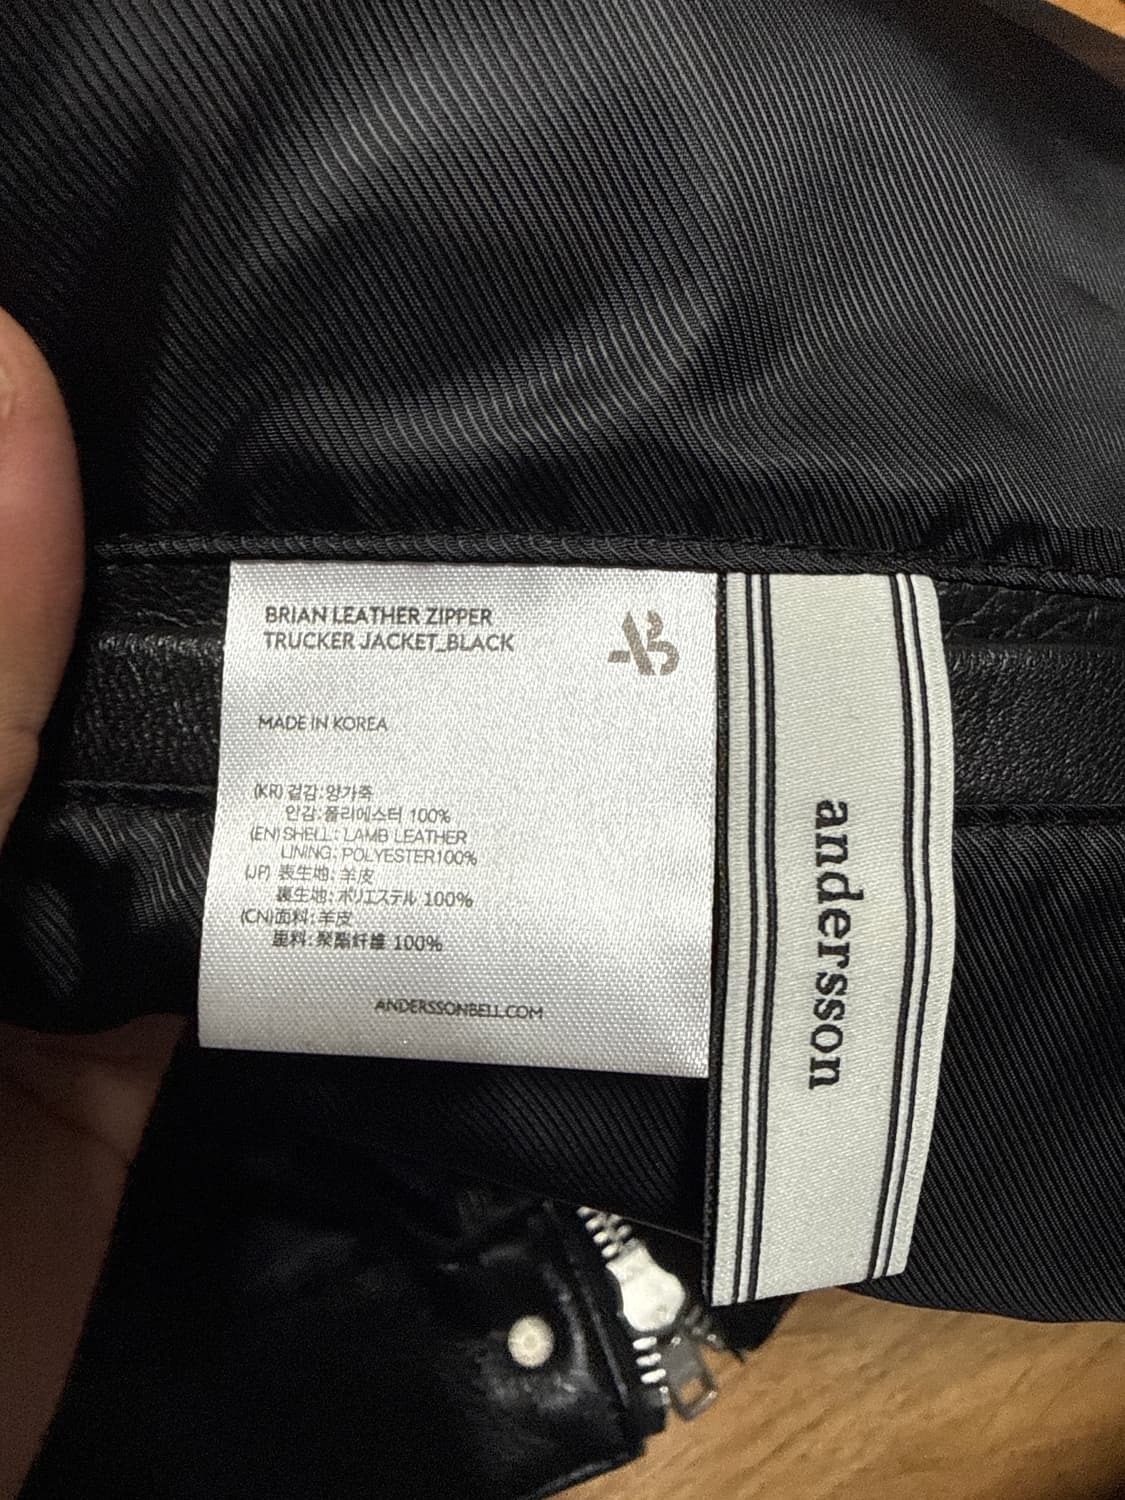 BRIAN LEATHER ZIPPER
TRUCKER JACKET_BLACK
MADE IN KOREA
(KR) 겉감:양가죽
안감:폴리에스터 100%
(EN) SHELL: LAMB LEATHER
LINING: POLYESTER100%
(JP) 表生地: 羊皮
裏生地: ポリエステル 100%
(CN)面料: 羊皮
里料: 聚酯纤维 100%
ANDERSSONBELL.COM
andersson